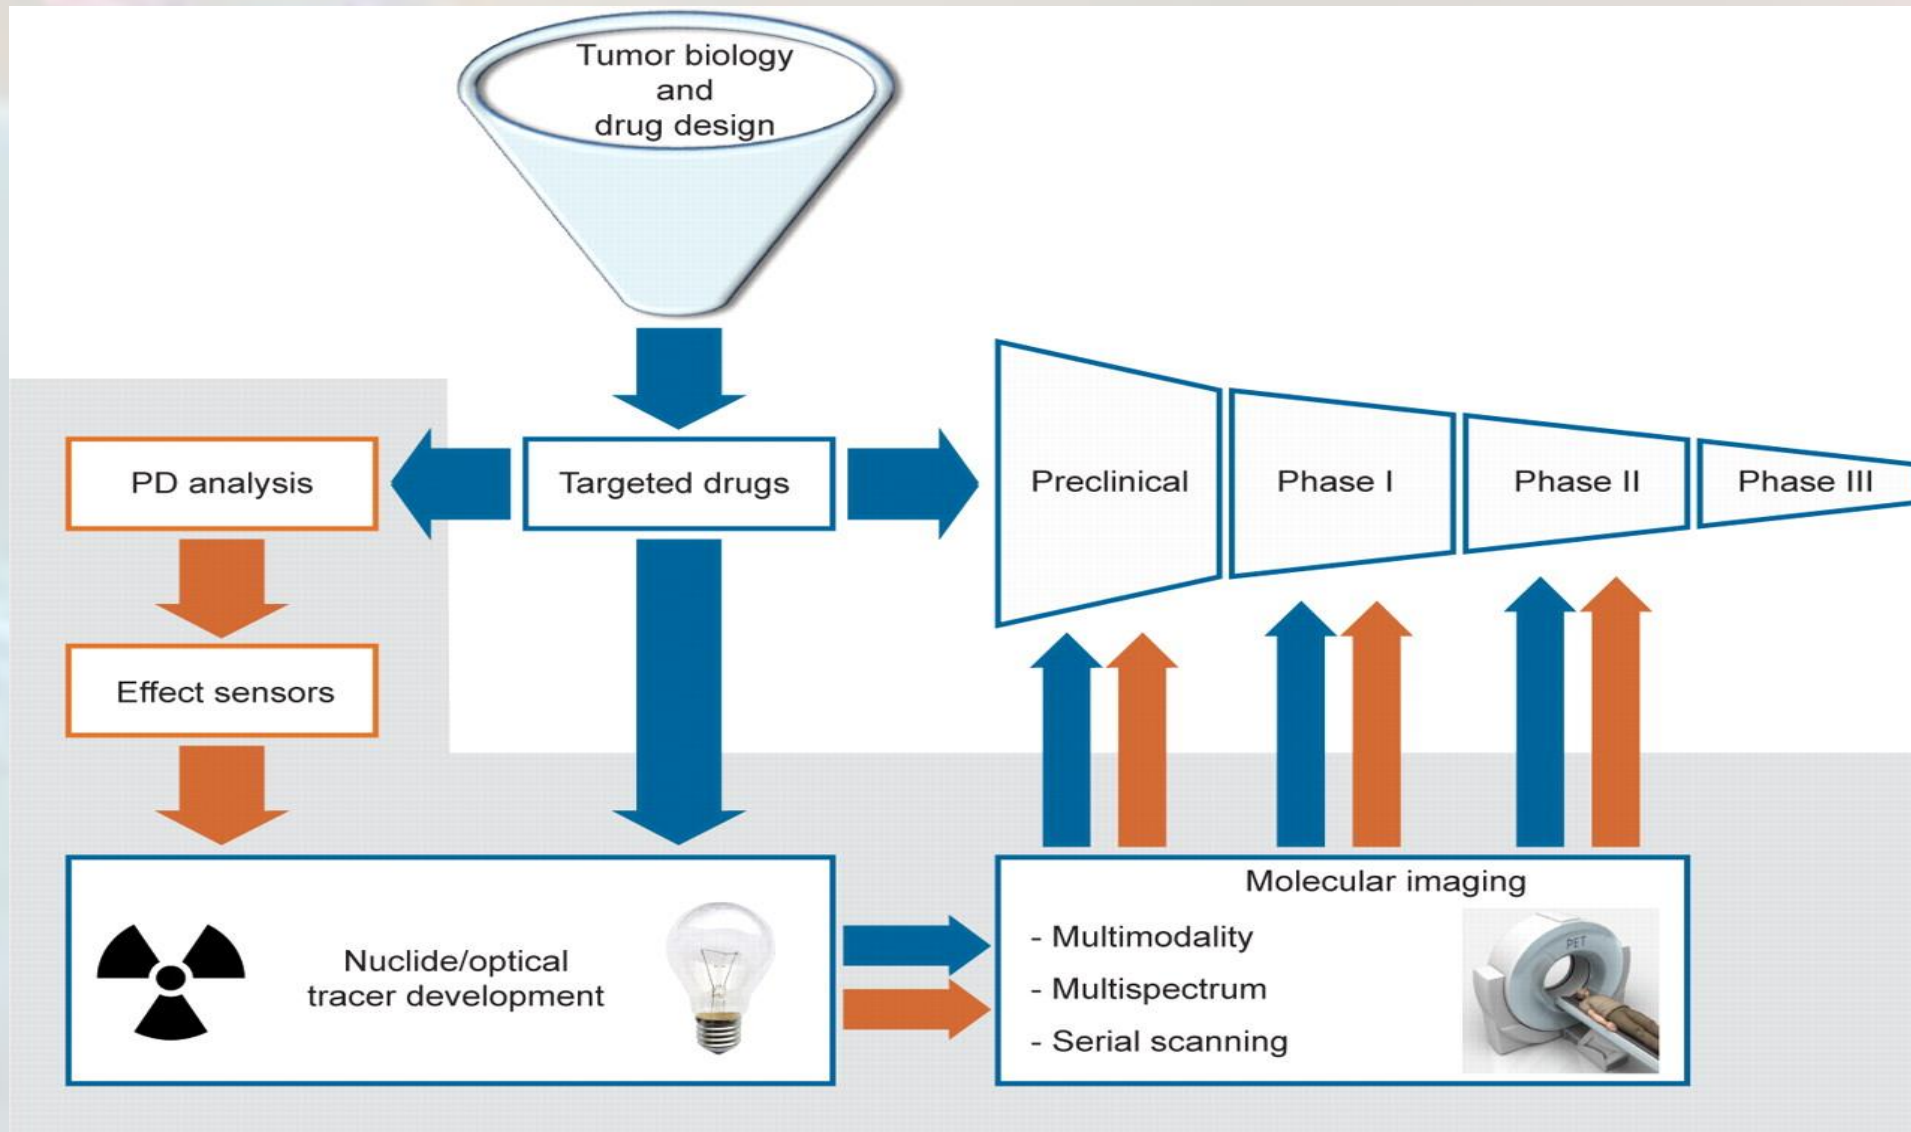 Tumor biology
and
drug design
PD analysis
Targeted drugs
Preclinical
Phase I
Phase II
Phase III
Effect sensors
Nuclide/optical
tracer development
Molecular imaging
- Multimodality
- Multispectrum
- Serial scanning
PET